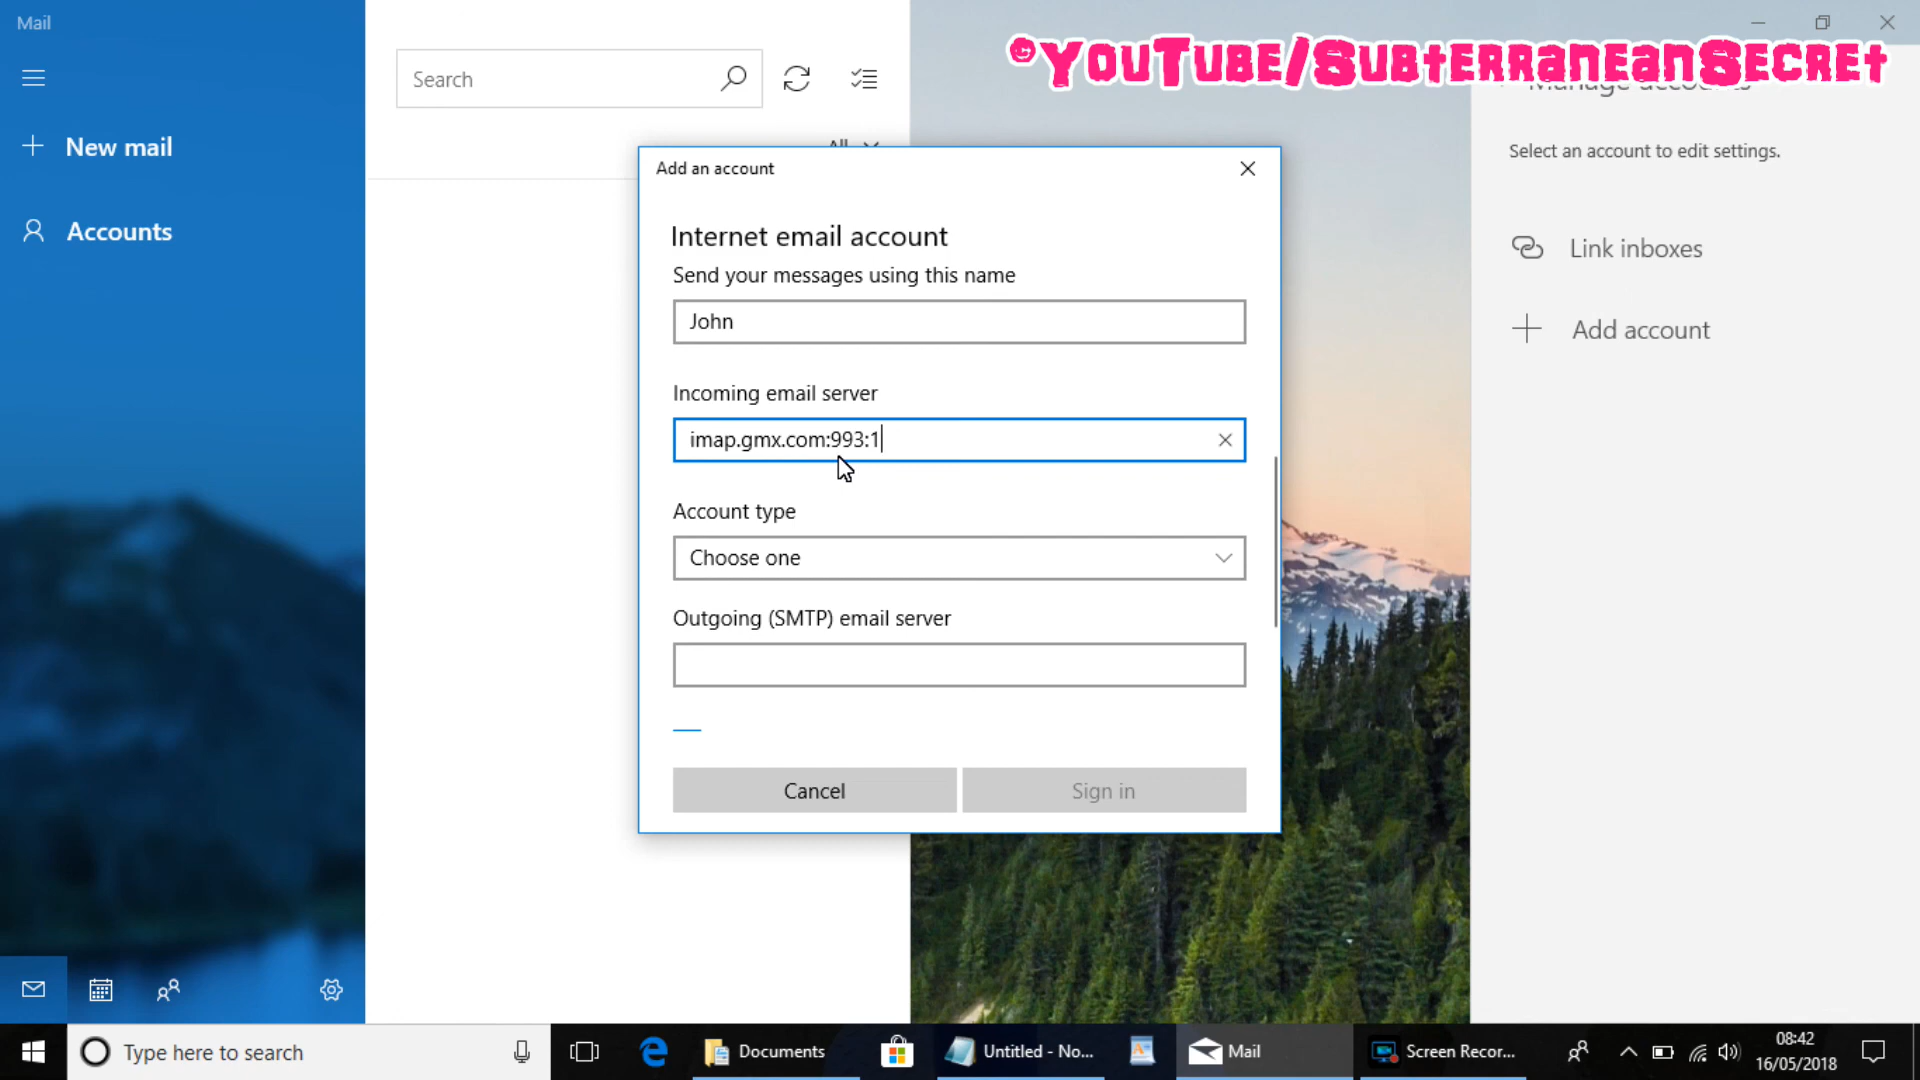 Mail
©YouTube/SubterraneanSecret
Search
Manage accounts
New mail
All
Add an account
Select an account to edit settings.
Accounts
Internet email account
Link inboxes
Send your messages using this name
John
Add account
Incoming email server
imap.gmx.com:993:1
Account type
Choose one
Outgoing (SMTP) email server
Cancel
Sign in
Type here to search
Documents
Untitled - No...
Mail
Screen Recor...
08:42
16/05/2018